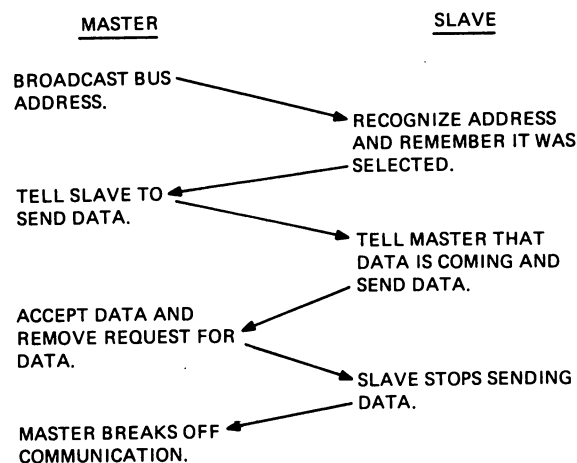 MASTER
SLAVE
BROADCAST BUS
ADDRESS.
RECOGNIZE ADDRESS
AND REMEMBER IT WAS
SELECTED.
TELL SLAVE TO
SEND DATA.
TELL MASTER THAT
DATA IS COMING AND
SEND DATA.
ACCEPT DATA AND
REMOVE REQUEST FOR
DATA.
SLAVE STOPS SENDING
DATA.
MASTER BREAKS OFF
COMMUNICATION.